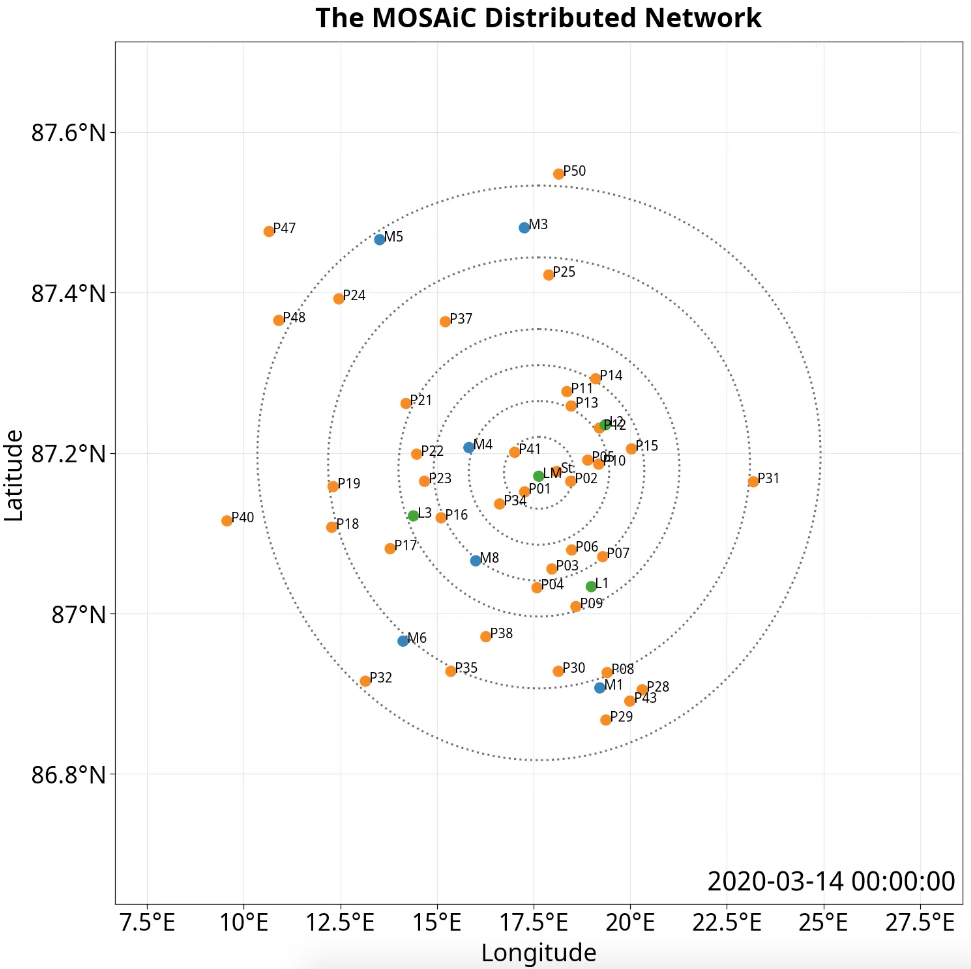 The MOSAiC Distributed Network
87.6°N
P50
P47
M5
M3
P25
87.4°N
P24
P48
P37
P14
P11
P21
P13
L2
P12
87.2°N
M4
P41
P15
P22
P05
P10
LM
St
P02
P23
P31
P19
P01
P34
P40
L3
P16
P18
P17
P06
P07
M8
P03
P04
L1
87°N
P09
M6
P38
P35
P30
P08
P32
M1
P28
P43
P29
86.8°N
Latitude
2020-03-14 00:00:00
7.5°E 10°E 12.5°E 15°E 17.5°E 20°E 22.5°E 25°E 27.5°E
Longitude